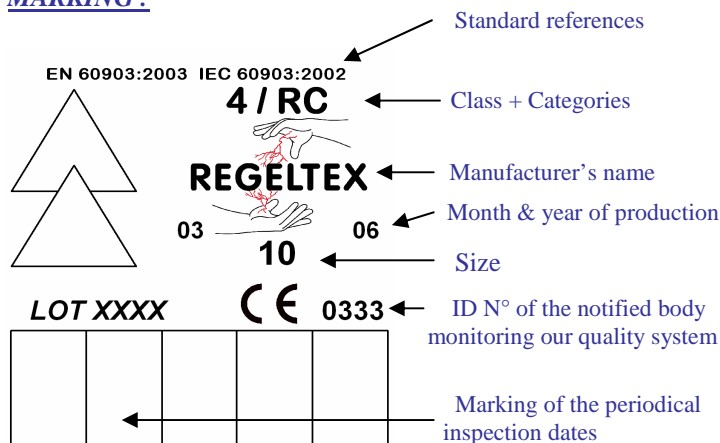 MARKING :
Standard references
EN 60903:2003 IEC 60903:2002
4 / RC
Class + Categories
REGELTEX
Manufacturer's name
03
06
Month & year of production
10
Size
LOT XXXX
CE 0333
ID N° of the notified body
monitoring our quality system
Marking of the periodical
inspection dates